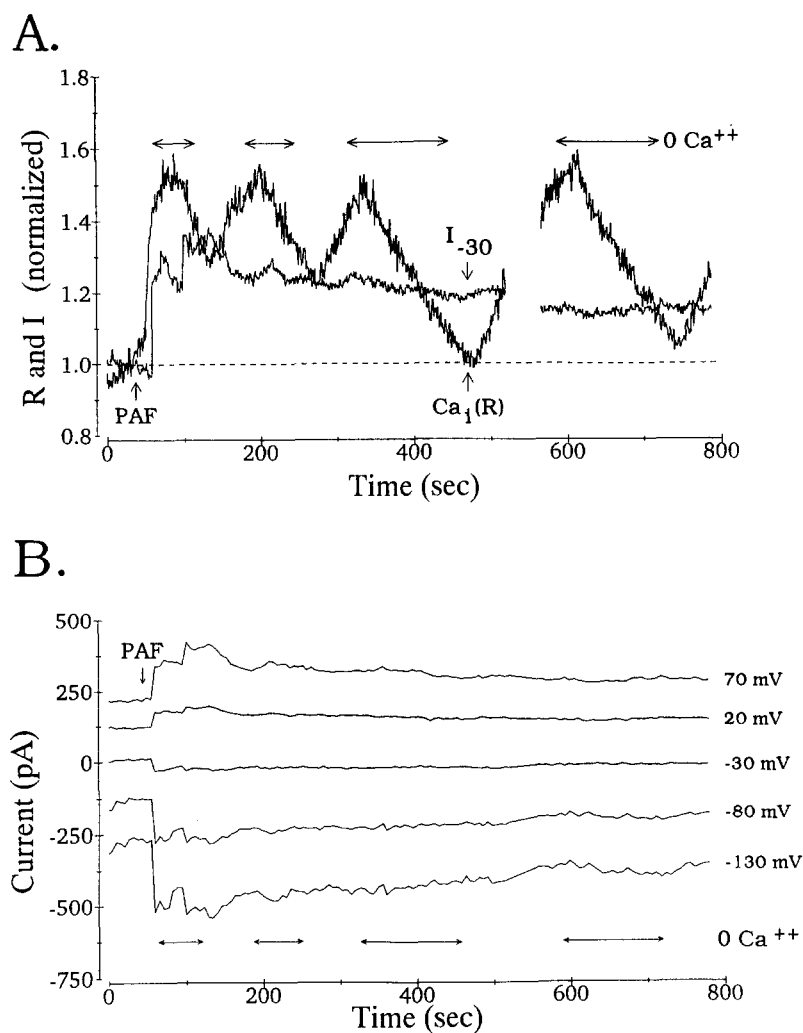 A.
R and I (normalized)
1.8
1.6
1.4
1.2
1.0
0.8
0 Ca++
I-30
PAF
Cai(R)
0
200
400
600
800
Time (sec)
B.
Current (pA)
500
250
0
-250
-500
-750
PAF
70 mV
20 mV
-30 mV
-80 mV
-130 mV
0 Ca ++
0
200
400
600
800
Time (sec)